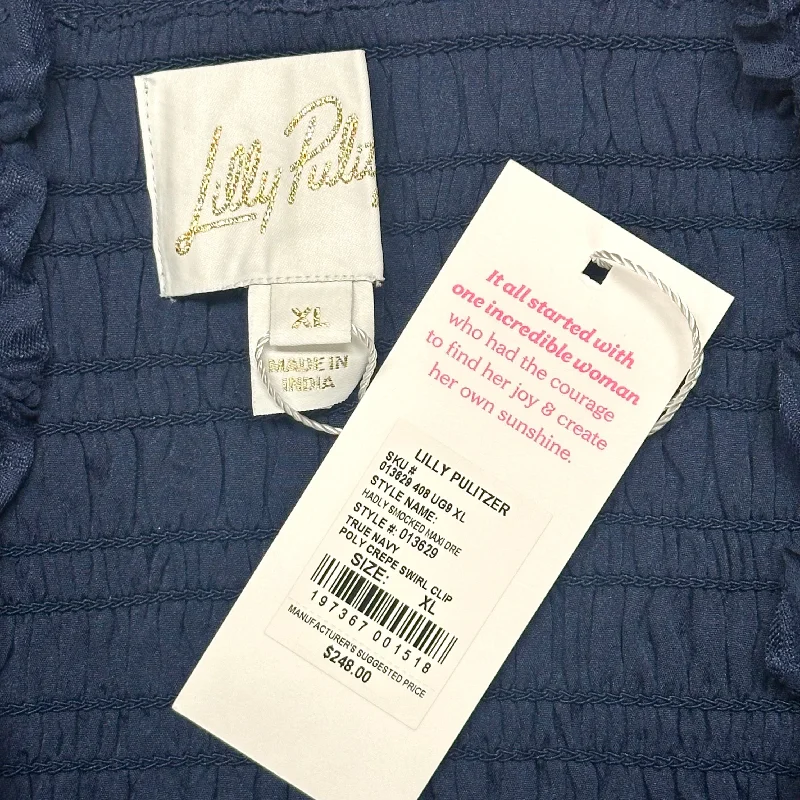 Lilly Pulitz
XL
MADE IN
INDIA
It all started with
one incredible woman
who had the courage
to find her joy & create
her own sunshine.
LILLY PULITZER
SKU #
013629 408 UG9 XL
STYLE NAME:
HADLY SMOCKED MAXI DRE
STYLE #: 013629
TRUE NAVY
POLY CREPE SWIRL CLIP
SIZE: XL
197367 001518
MANUFACTURER'S SUGGESTED PRICE
$248.00